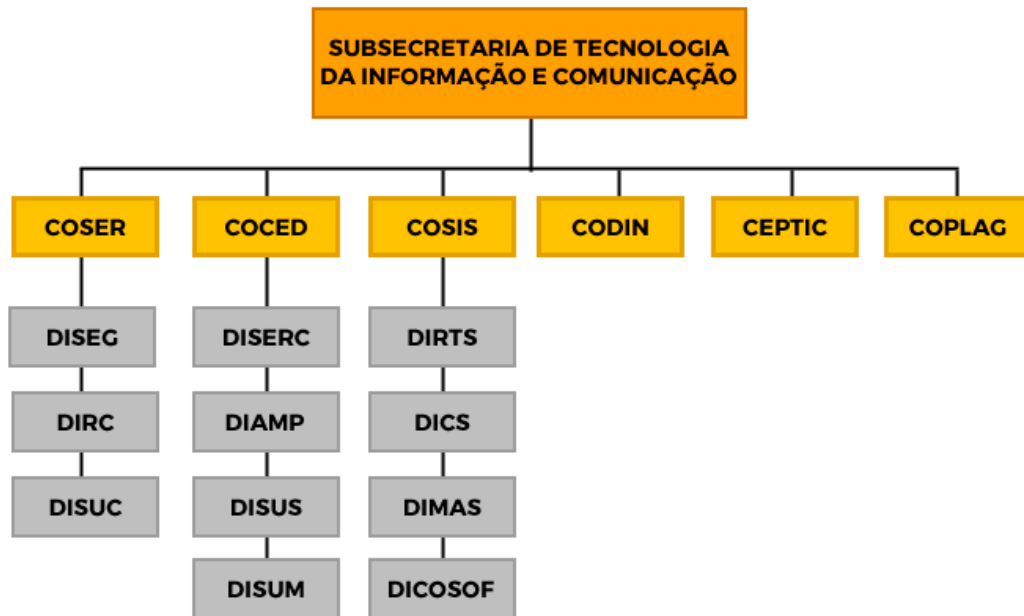 SUBSECRETARIA DE TECNOLOGIA
DA INFORMAÇÃO E COMUNICAÇÃO
COSER
COCED
COSIS
CODIN
CEPTIC
COPLAG
DISEG
DISERC
DIRTS
DIRC
DIAMP
DICS
DISUC
DISUS
DIMAS
DISUM
DICOSOF